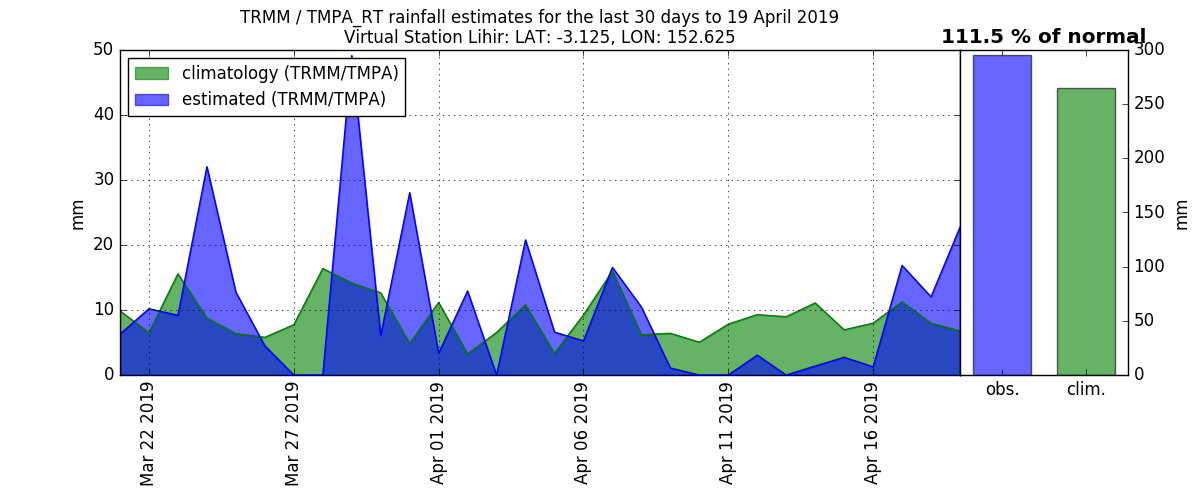 TRMM / TMPA_RT rainfall estimates for the last 30 days to 19 April 2019
Virtual Station Lihir: LAT: -3.125, LON: 152.625
111.5 % of normal
climatology (TRMM/TMPA)
estimated (TRMM/TMPA)
50
40
30
20
10
0
mm
Mar 22 2019
Mar 27 2019
Apr 01 2019
Apr 06 2019
Apr 11 2019
Apr 16 2019
300
250
200
150
100
50
0
mm
obs.
clim.